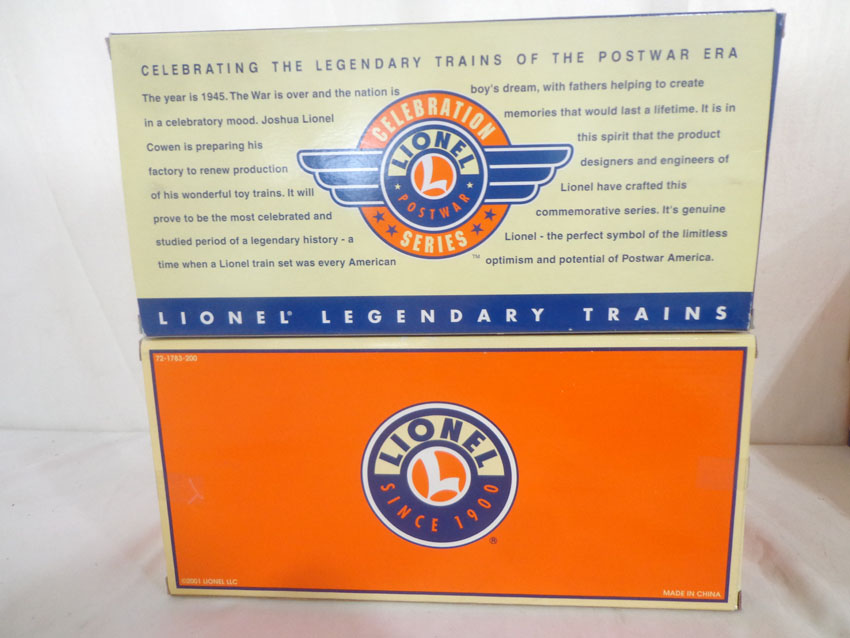 CELEBRATING THE LEGENDARY TRAINS OF THE POSTWAR ERA
The year is 1945. The War is over and the nation is
in a celebratory mood. Joshua Lionel
Cowen is preparing his
factory to renew production
of his wonderful toy trains. It will
prove to be the most celebrated and
studied period of a legendary history - a
time when a Lionel train set was every American
boy's dream, with fathers helping to create
memories that would last a lifetime. It is in
this spirit that the product
designers and engineers of
Lionel have crafted this
commemorative series. It's genuine
Lionel - the perfect symbol of the limitless
optimism and potential of Postwar America.
CELEBRATION
LIONEL
L
POSTWAR
SERIES
™
LIONEL® LEGENDARY TRAINS
72-1783-200
LIONEL
L
SINCE 1900
®
©2001 LIONEL LLC
MADE IN CHINA